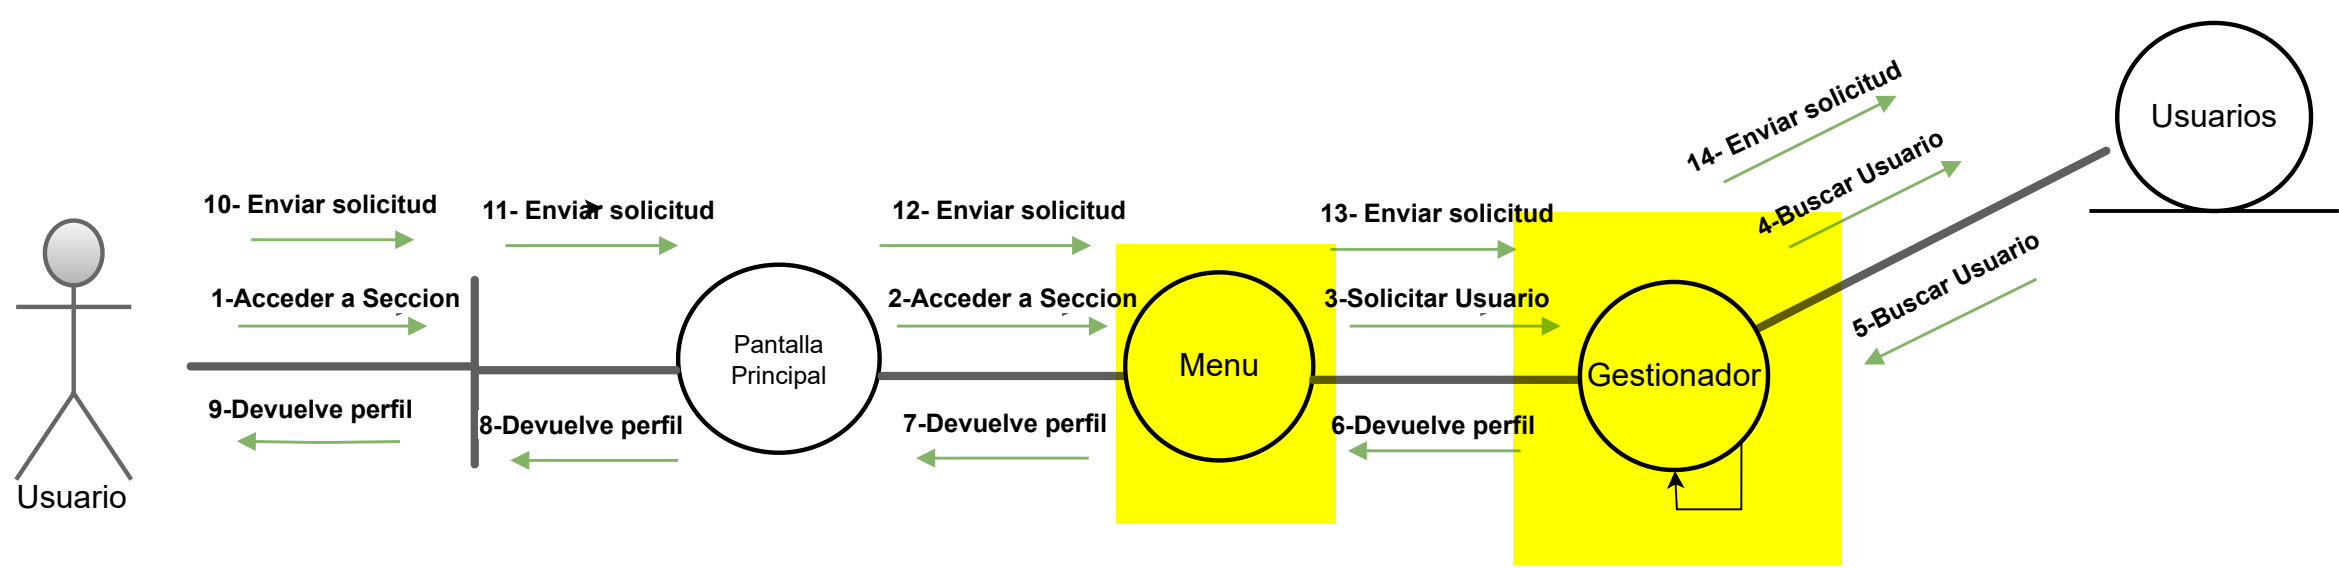 14- Enviar solicitud
Usuarios
4-Buscar Usuario
10- Enviar solicitud
11- Enviar solicitud
12- Enviar solicitud
13- Enviar solicitud
5-Buscar Usuario
1-Acceder a Seccion
2-Acceder a Seccion
3-Solicitar Usuario
Pantalla
Principal
Menu
Gestionador
9-Devuelve perfil
8-Devuelve perfil
7-Devuelve perfil
6-Devuelve perfil
Usuario